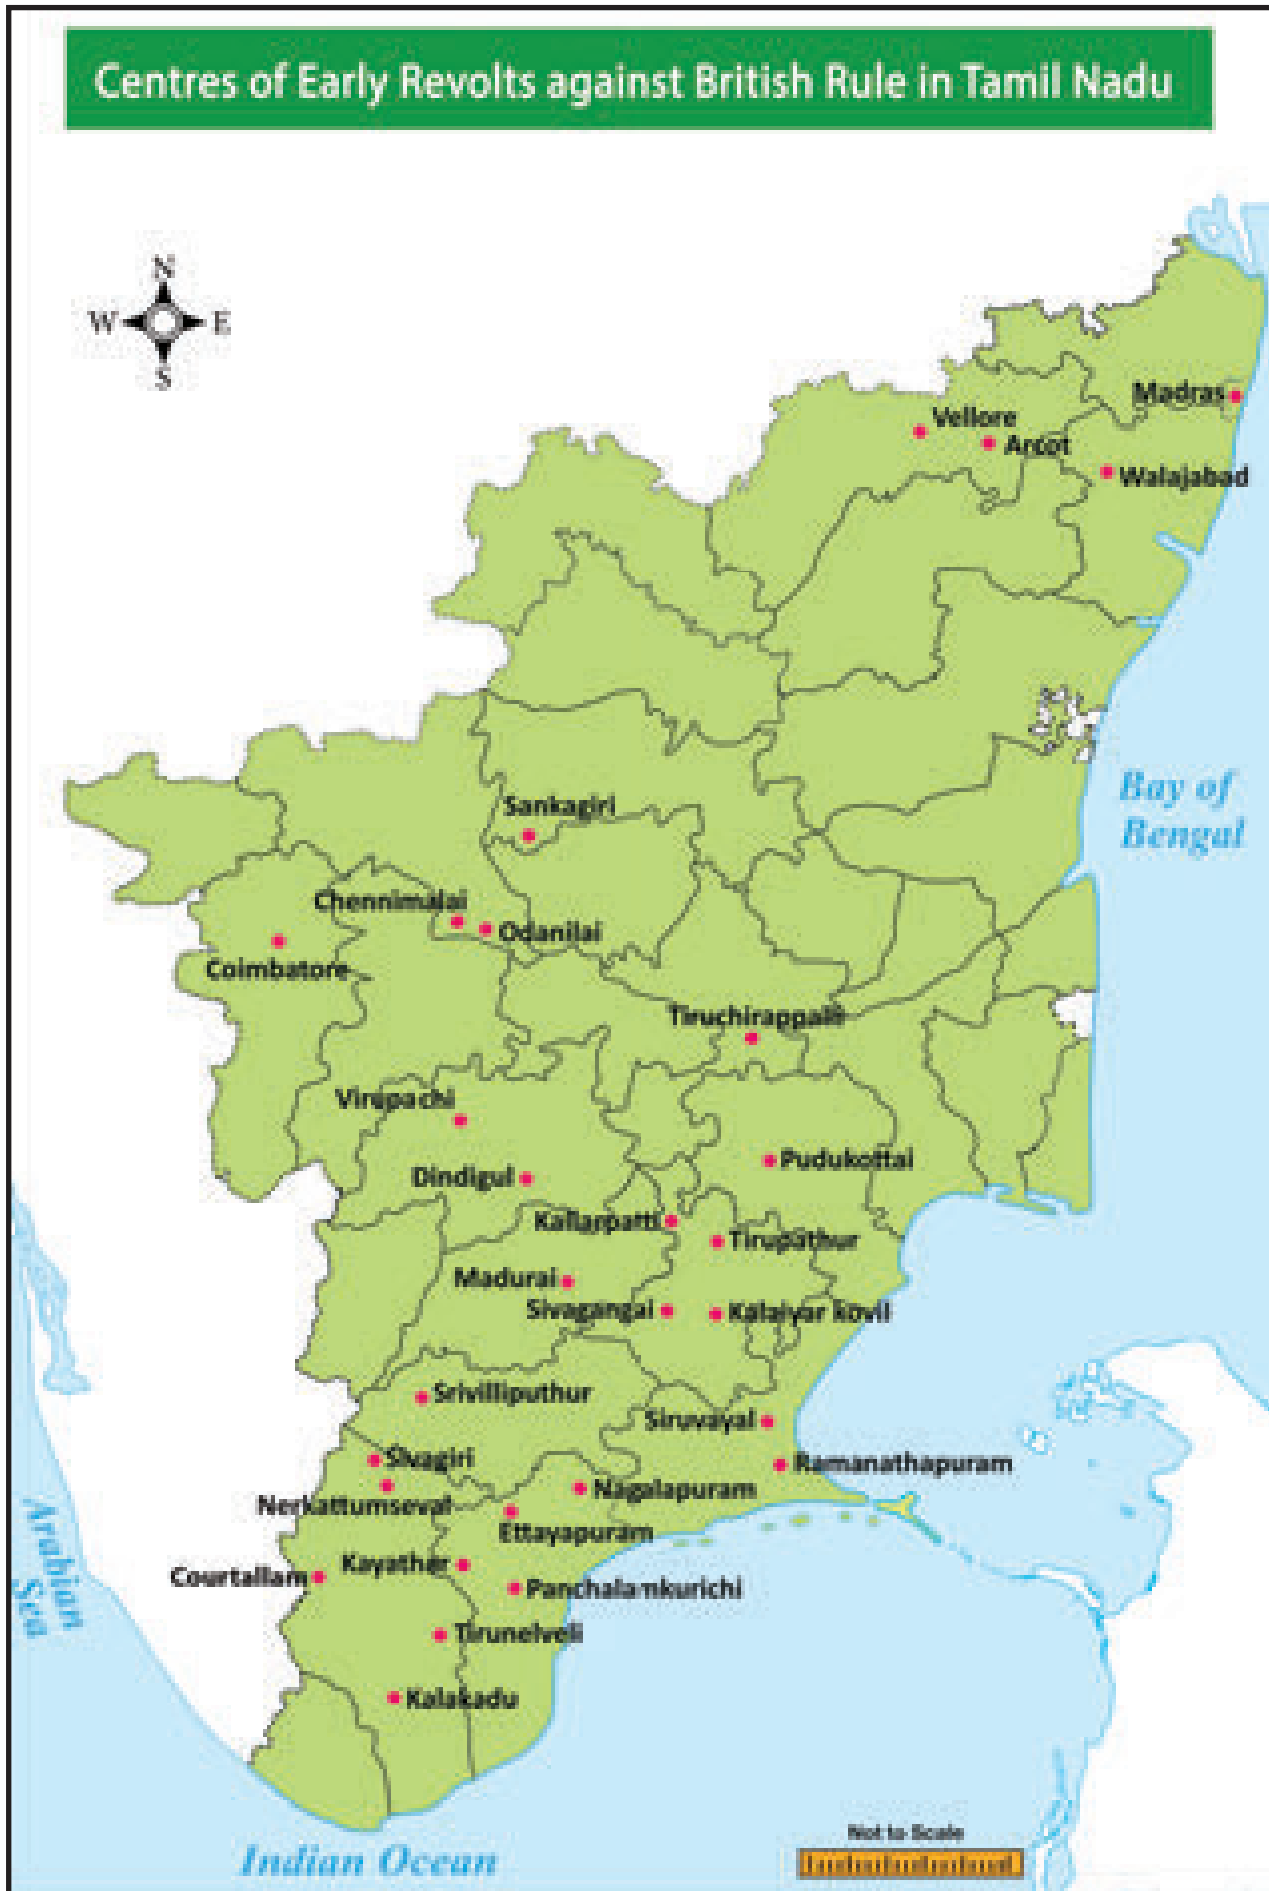 Centres of Early Revolts against British Rule in Tamil Nadu
N
W E
S
Madras
Vellore
Arcot
Walajabad
Bay of
Bengal
Sankagiri
Chennimalai
Odanilai
Coimbatore
Tiruchirappalli
Virupachi
Pudukottai
Dindigul
Kallarpatti
Tirupathur
Madurai
Sivagangai
Kalaiyar kovil
Srivilliputhur
Siruvayal
Sivagiri
Ramanathapuram
Nagalapuram
Nerkattumseval
Ettayapuram
Arabian
Sea
Kayathar
Courtallam
Panchalamkurichi
Tirunelveli
Kalakadu
Not to Scale
Indian Ocean